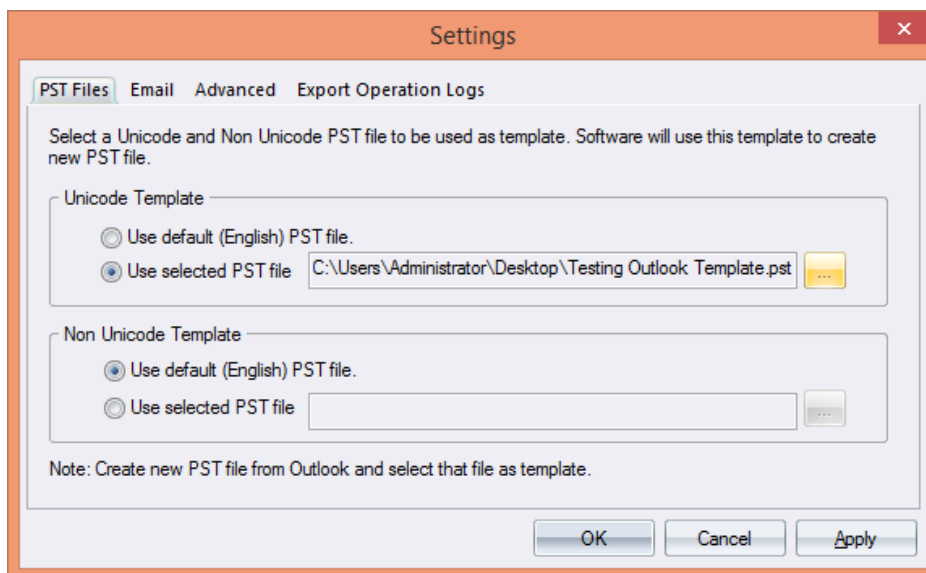 Settings
PST Files Email Advanced Export Operation Logs
Select a Unicode and Non Unicode PST file to be used as template. Software will use this template to create
new PST file.
Unicode Template
Use default (English) PST file.
Use selected PST file C:\Users\Administrator\Desktop\Testing Outlook Template.pst ...
Non Unicode Template
Use default (English) PST file.
Use selected PST file ...
Note: Create new PST file from Outlook and select that file as template.
OK Cancel Apply